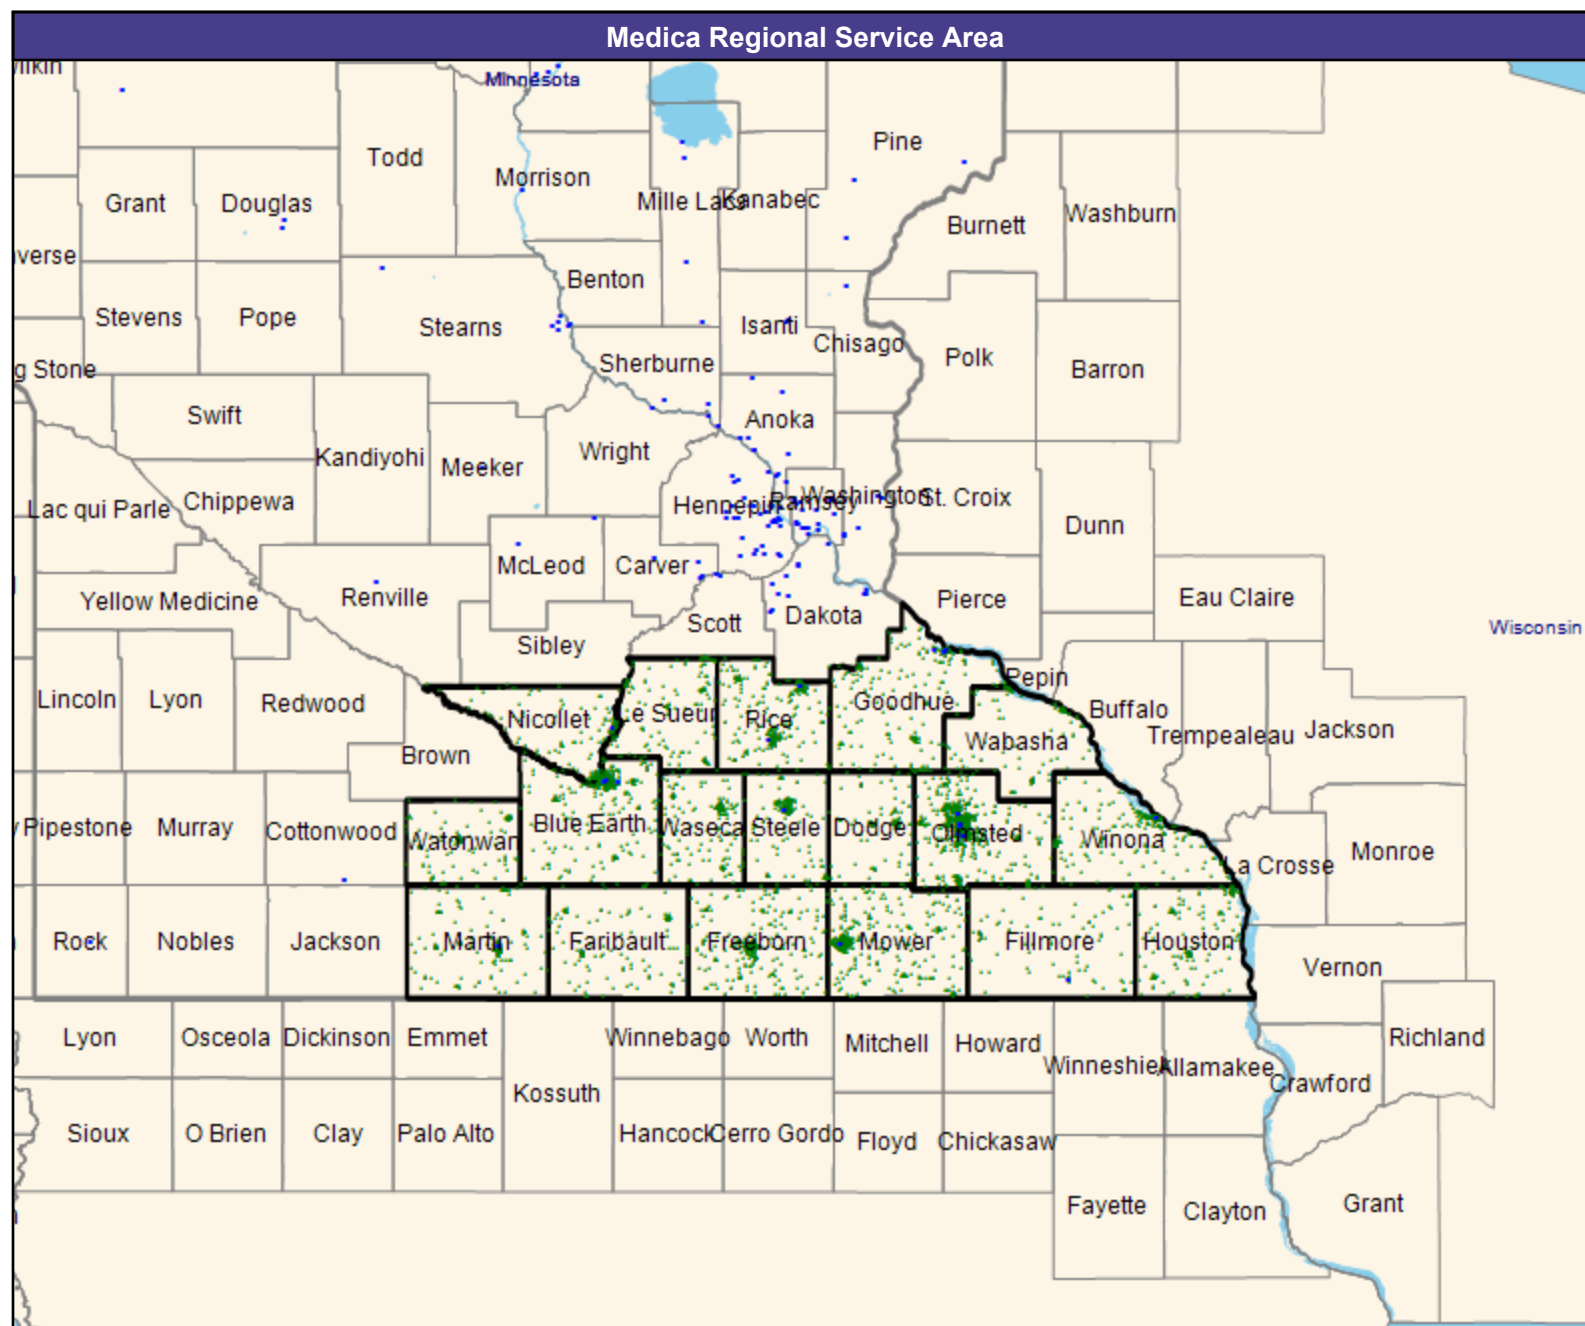 Medica Regional Service Area
Minnesota
Todd
Pine
Morrison
Grant
Douglas
Mille Lacs
Kanabec
Burnett
Washburn
verse
Benton
Stevens
Pope
Stearns
Isanti
Chisago
Polk
Barron
g Stone
Sherburne
Swift
Anoka
Kandiyohi
Meeker
Wright
Lac qui Parle
Chippewa
Hennepin
Ramsey
Washington
St. Croix
Dunn
McLeod
Carver
Yellow Medicine
Renville
Scott
Dakota
Pierce
Eau Claire
Wisconsin
Sibley
Lincoln
Lyon
Redwood
Nicollet
Le Sueur
Rice
Goodhue
Pepin
Buffalo
Trempealeau
Jackson
Brown
Wabasha
Pipestone
Murray
Cottonwood
Watonwan
Blue Earth
Waseca
Steele
Dodge
Olmsted
Winona
La Crosse
Monroe
Rock
Nobles
Jackson
Martin
Faribault
Freeborn
Mower
Fillmore
Houston
Vernon
Lyon
Osceola
Dickinson
Emmet
Kossuth
Winnebago
Worth
Mitchell
Howard
Winneshiek
Allamakee
Crawford
Richland
Sioux
O Brien
Clay
Palo Alto
Hancock
Cerro Gordo
Floyd
Chickasaw
Fayette
Clayton
Grant